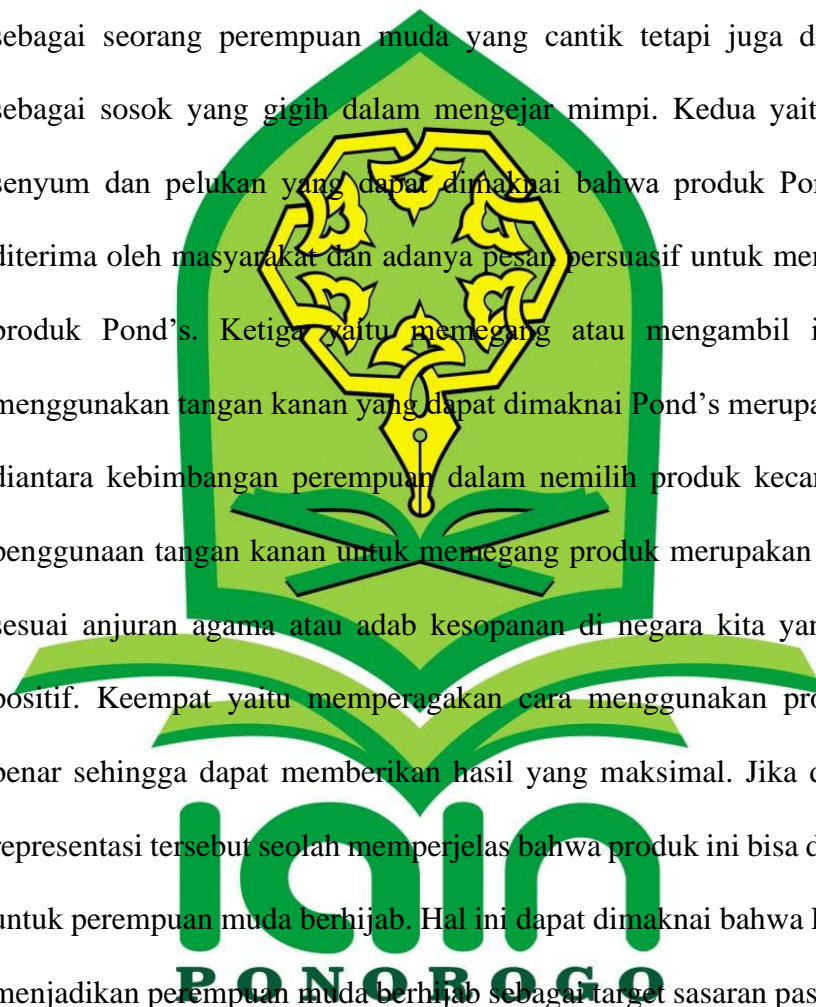 sebagai seorang perempuan muda yang cantik tetapi juga d
sebagai sosok yang gigih dalam mengejar mimpi. Kedua yait
senyum dan pelukan yang dapat dimaknai bahwa produk Pon
diterima oleh masyarakat dan adanya pesan persuasif untuk men
produk Pond's. Ketiga yaitu memegang atau mengambil i
menggunakan tangan kanan yang dapat dimaknai Pond's merupa
diantara kebimbangan perempuan dalam nemilih produk kecan
penggunaan tangan kanan untuk memegang produk merupakan
sesuai anjuran agama atau adab kesopanan di negara kita yan
positif. Keempat yaitu memperagakan cara menggunakan pro
benar sehingga dapat memberikan hasil yang maksimal. Jika d
representasi tersebut seolah memperjelas bahwa produk ini bisa d
untuk perempuan muda berhijab. Hal ini dapat dimaknai bahwa
menjadikan perempuan muda berhijab sebagai target sasaran pas
iain
PONOROGO